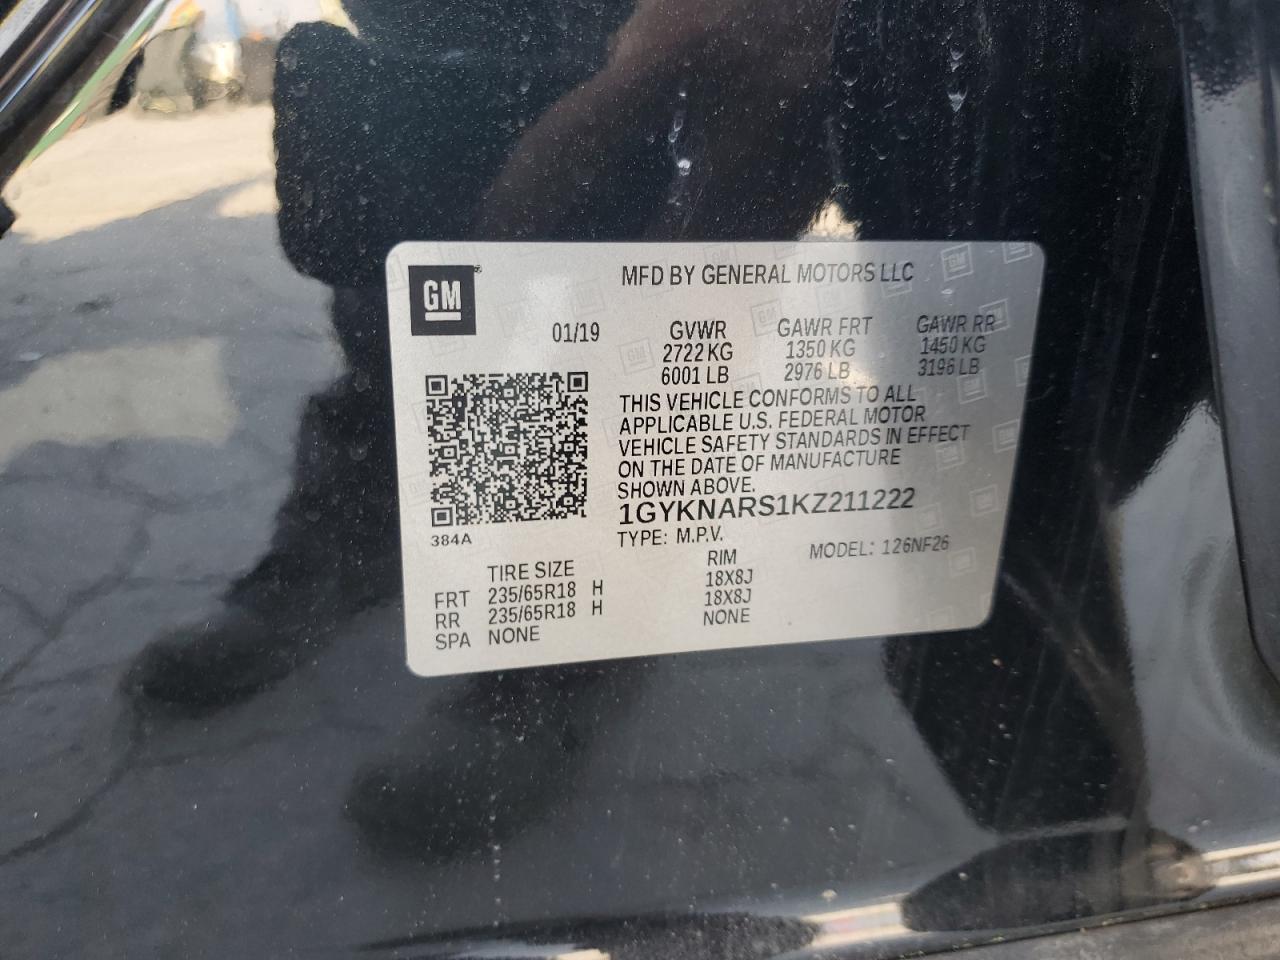 GM
MFD BY GENERAL MOTORS LLC
01/19 GVWR GAWR FRT GAWR RR
2722 KG 1350 KG 1450 KG
6001 LB 2976 LB 3196 LB
THIS VEHICLE CONFORMS TO ALL
APPLICABLE U.S. FEDERAL MOTOR
VEHICLE SAFETY STANDARDS IN EFFECT
ON THE DATE OF MANUFACTURE
SHOWN ABOVE.
1GYKNARS1KZ211222
384A
TYPE: M.P.V. MODEL: 126NF26
TIRE SIZE RIM
FRT 235/65R18 H 18X8J
RR 235/65R18 H 18X8J
SPA NONE NONE